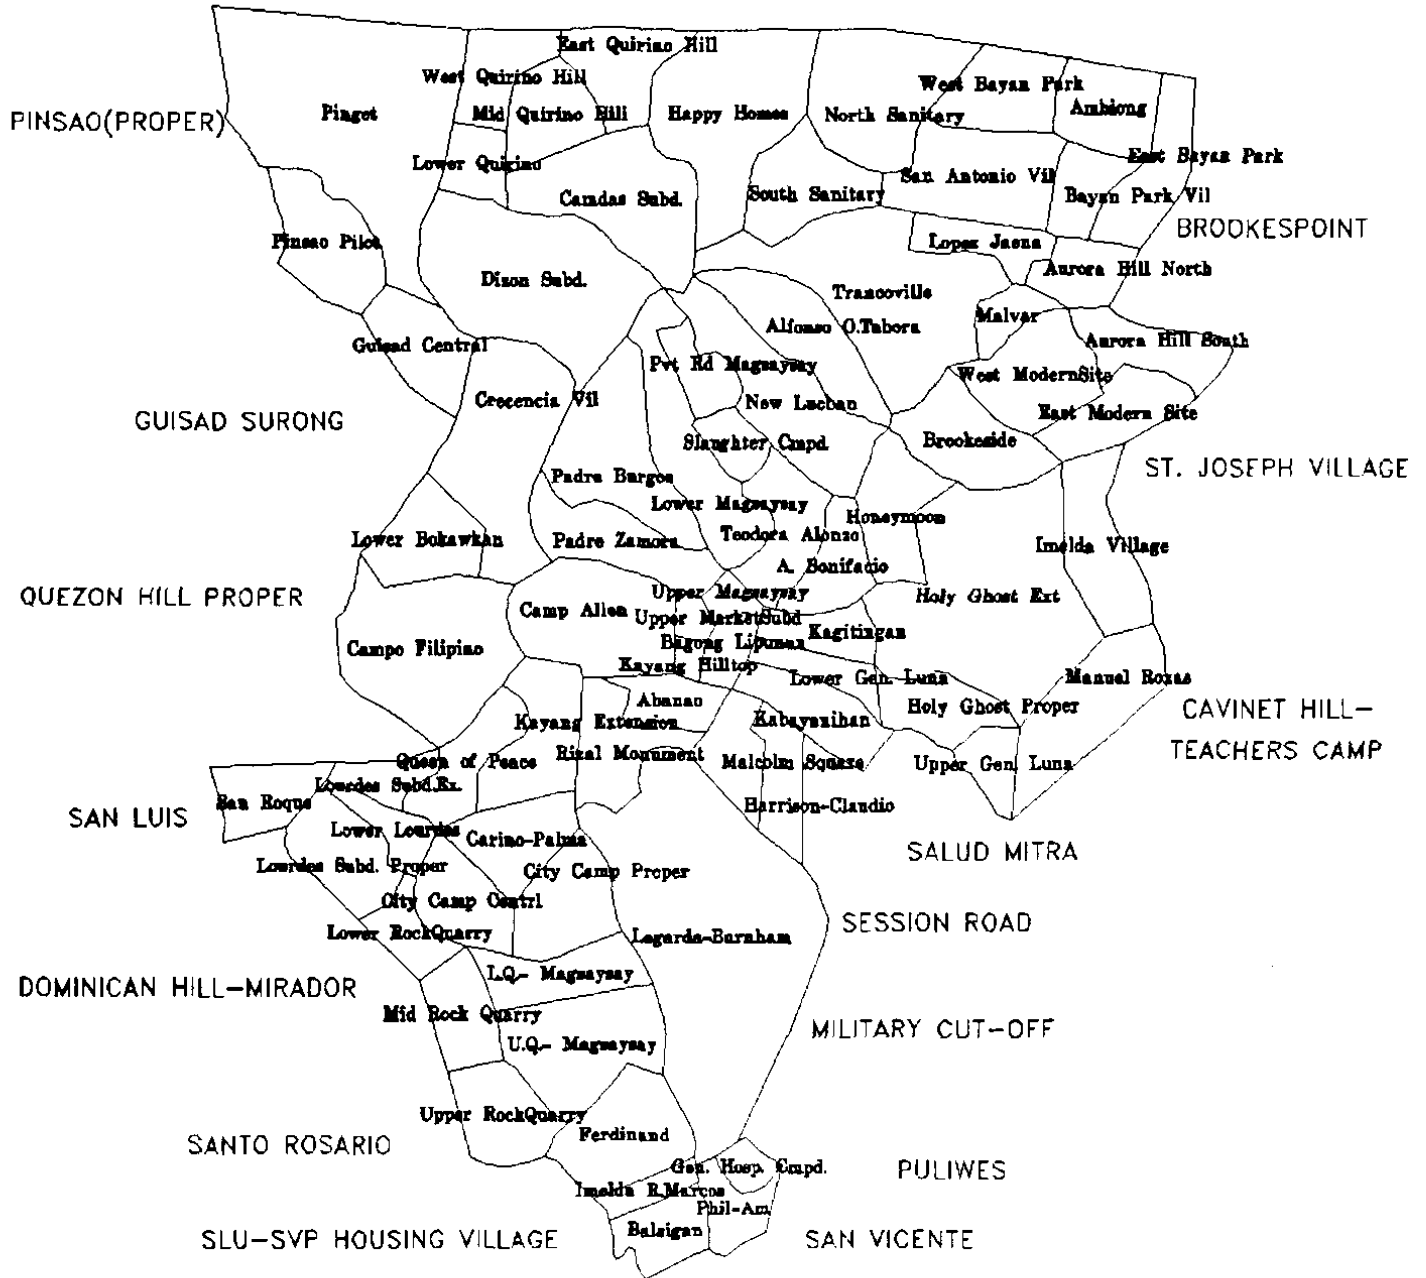 East Quirino Hill
West Quirino Hill
West Bayan Park
PINSAO(PROPER)
Pinget
Mid Quirino Hill
Happy Homes
North Sanitary
Ambiong
Lower Quirino
East Bayan Park
San Antonio Vil
Camdas Subd.
South Sanitary
Bayan Park Vil
BROOKESPOINT
Pinsao Pilot
Lopez Jaena
Dizon Subd.
Aurora Hill North
Trancoville
Alfonso O.Tabora
Malvar
Guisad Central
Aurora Hill South
Pvt Rd Magsaysay
West ModernSite
Crecencia Vil
New Lucban
GUISAD SURONG
East Modern Site
Slaughter Cmpd.
Brookside
ST. JOSEPH VILLAGE
Padre Burgos
Lower Magsaysay
Honeymoon
Lower Bokawkan
Padre Zamora
Teodora Alonzo
Imelda Village
A. Bonifacio
QUEZON HILL PROPER
Upper Magsaysay
Holy Ghost Ext
Camp Allen
Upper MarketSubd
Kagitingan
Campo Filipino
Bagong Lipunan
Kayang Hilltop
Lower Gen. Luna
Manuel Roxas
Abanao
Holy Ghost Proper
CAVINET HILL-
TEACHERS CAMP
Kayang Extension
Kabayanihan
Queen of Peace
Rizal Monument
Malcolm Square
Upper Gen. Luna
Lourdes Subd.Ex.
San Roque
Harrison-Claudio
SAN LUIS
Lower Lourdes
Carino-Palma
SALUD MITRA
Lourdes Subd. Proper
City Camp Proper
City Camp Centrl
SESSION ROAD
Lower RockQuarry
Legarda-Burnham
L.Q.- Magsaysay
DOMINICAN HILL-MIRADOR
Mid Rock Quarry
MILITARY CUT-OFF
U.Q.- Magsaysay
Upper RockQuarry
Ferdinand
SANTO ROSARIO
Gen. Hosp. Cmpd.
PULIWES
Imelda R.Marcos
Phil-Am
Balsigan
SLU-SVP HOUSING VILLAGE
SAN VICENTE